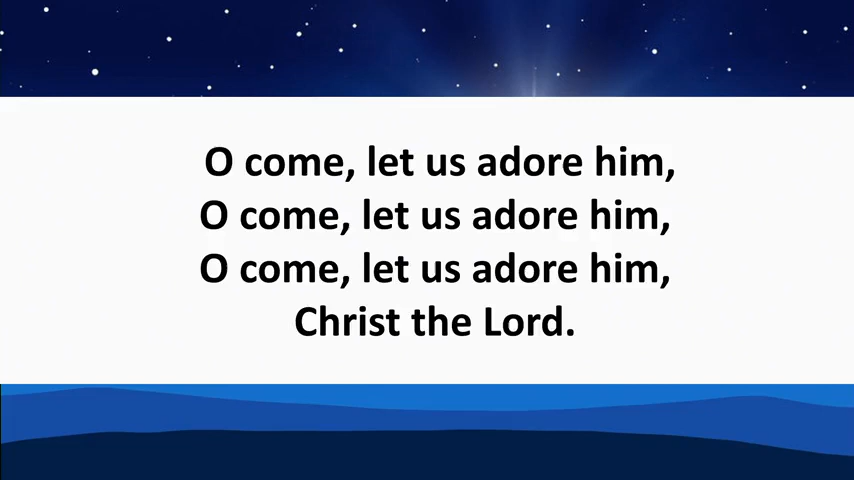 O come, let us adore him,
O come, let us adore him,
O come, let us adore him,
Christ the Lord.